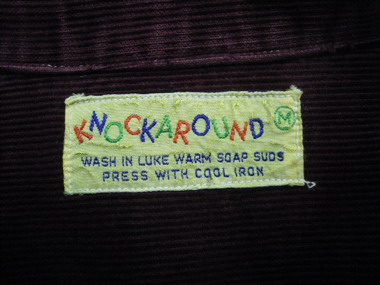 KNOCKAROUND M
WASH IN LUKE WARM SOAP SUDS
PRESS WITH COOL IRON